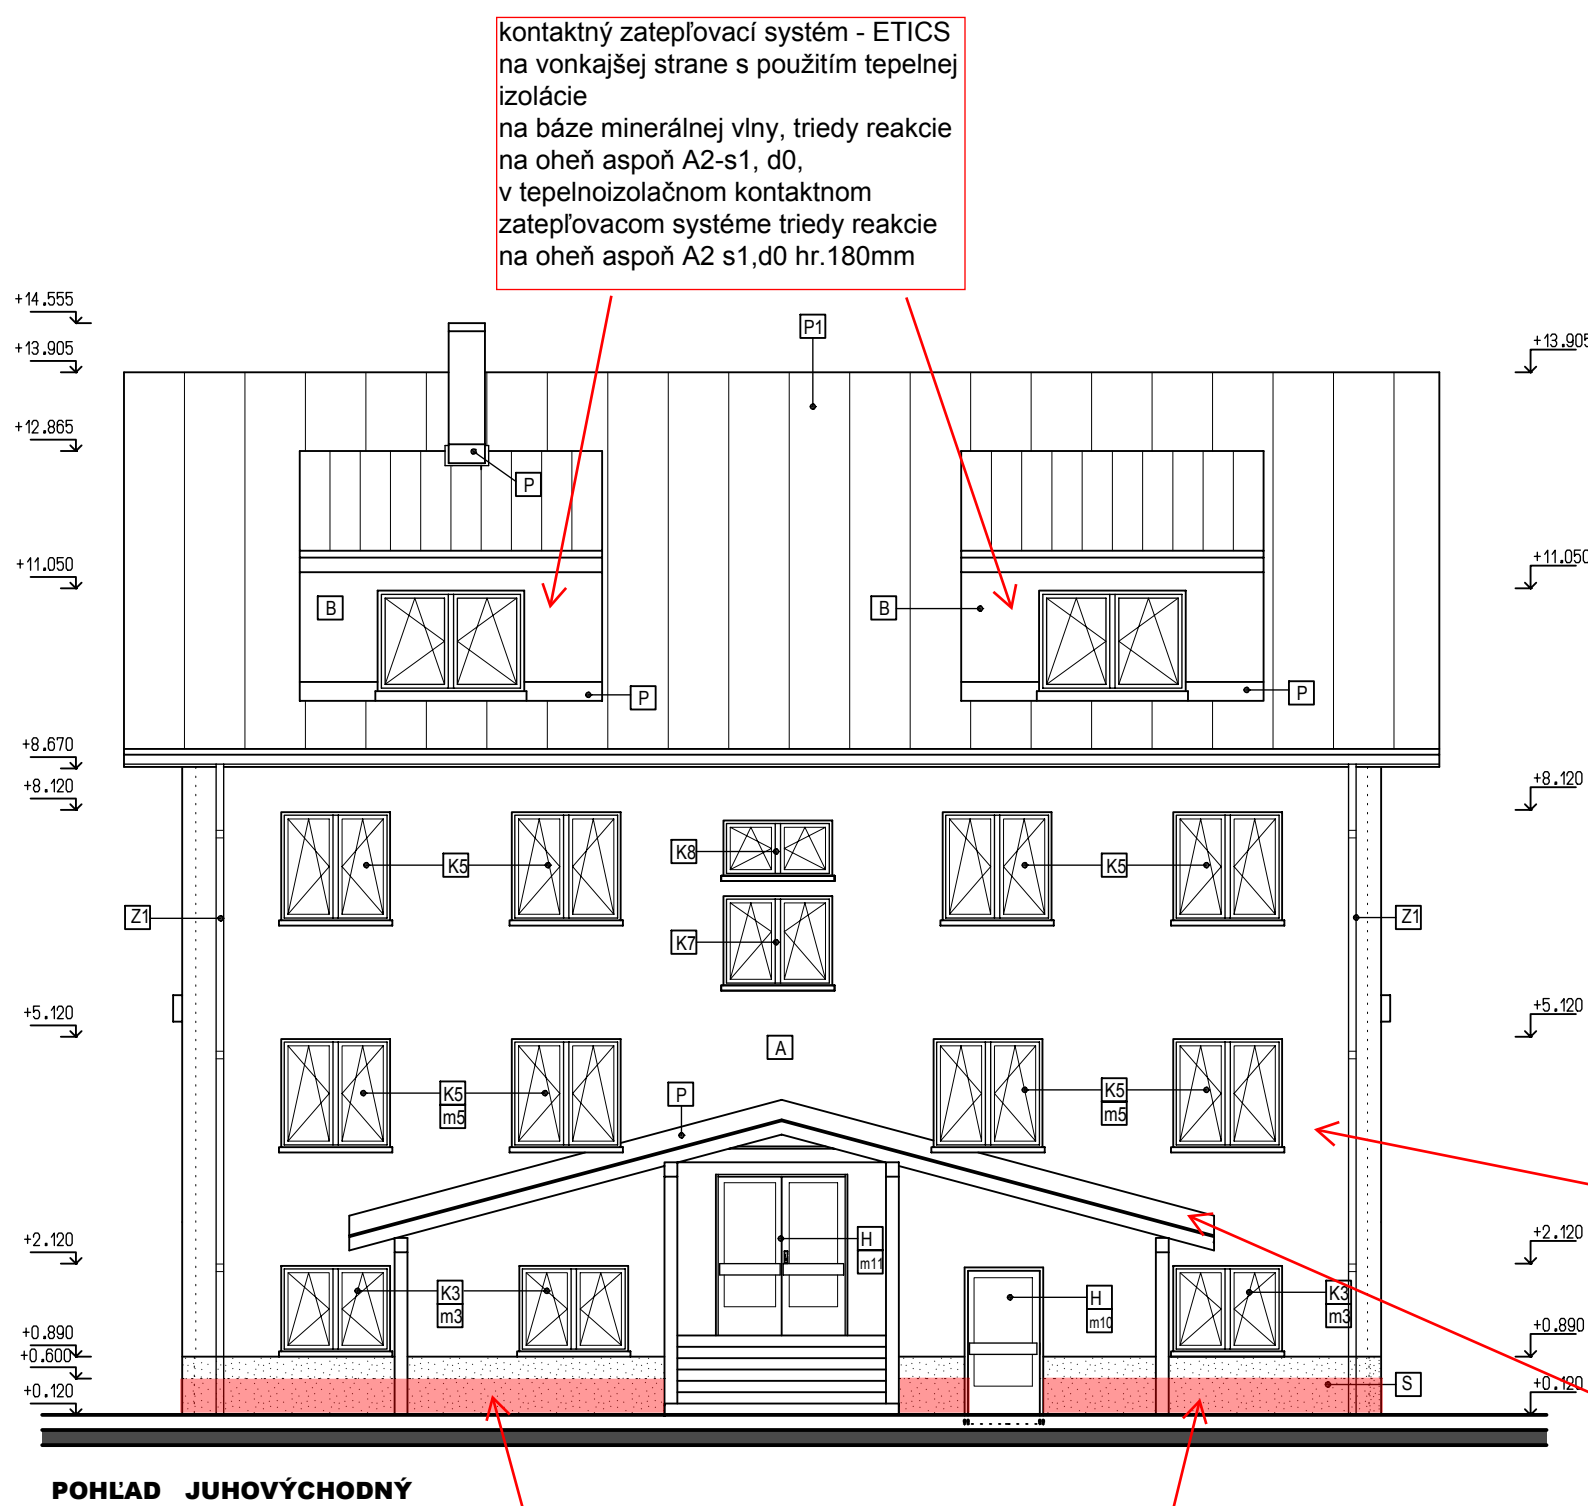 kontaktný zatepľovací systém - ETICS
na vonkajšej strane s použitím tepelnej
izolácie
na báze minerálnej vlny, triedy reakcie
na oheň aspoň A2-s1, d0,
v tepelnoizolačnom kontaktnom
zatepľovacom systéme triedy reakcie
na oheň aspoň A2 s1,d0 hr.180mm
+14.555
P1
+13.905
+13.905
+12.865
P
+11.050
+11.050
B
B
P
P
+8.670
+8.120
+8.120
K8
K5
K5
Z1
Z1
K7
+5.120
+5.120
A
K5
m5
P
K5
m5
+2.120
+2.120
H
m11
K3
m3
H
m10
K3
m3
+0.890
+0.890
+0.600
+0.120
+0.120
S
POHĽAD JUHOVÝCHODNÝ